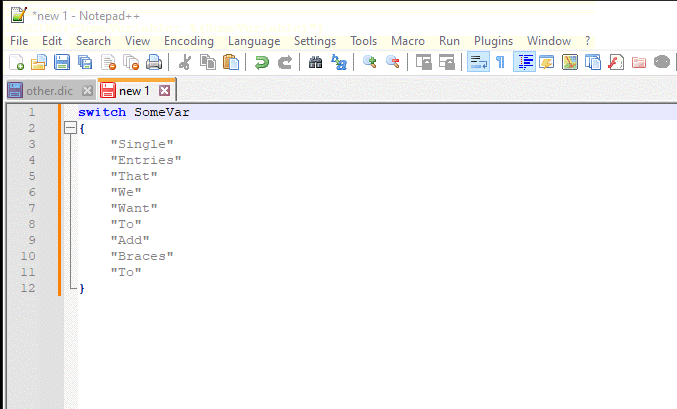 *new 1 - Notepad++
File Edit Search View Encoding Language Settings Tools Macro Run Plugins Window ?
other.dic new 1
1 switch SomeVar
2 {
3 "Single"
4 "Entries"
5 "That"
6 "We"
7 "Want"
8 "To"
9 "Add"
10 "Braces"
11 "To"
12 }